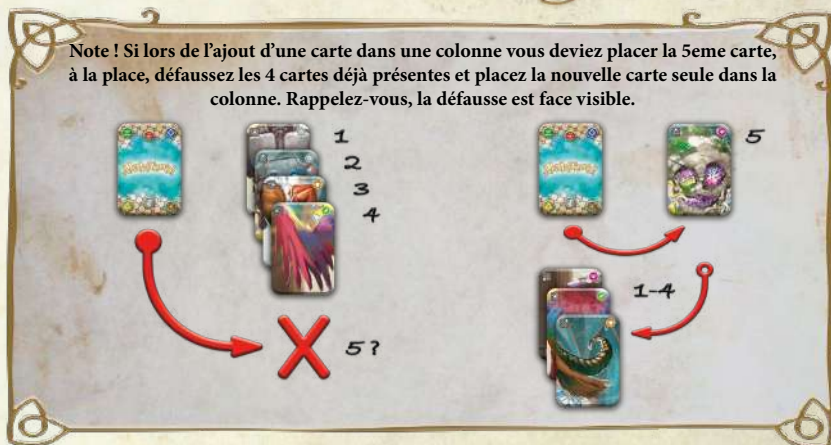 Note ! Si lors de l’ajout d’une carte dans une colonne vous deviez placer la 5eme carte,
à la place, défaussez les 4 cartes déjà présentes et placez la nouvelle carte seule dans la
colonne. Rappelez-vous, la défausse est face visible.
1
2
3
4
5 ?
5
1-4